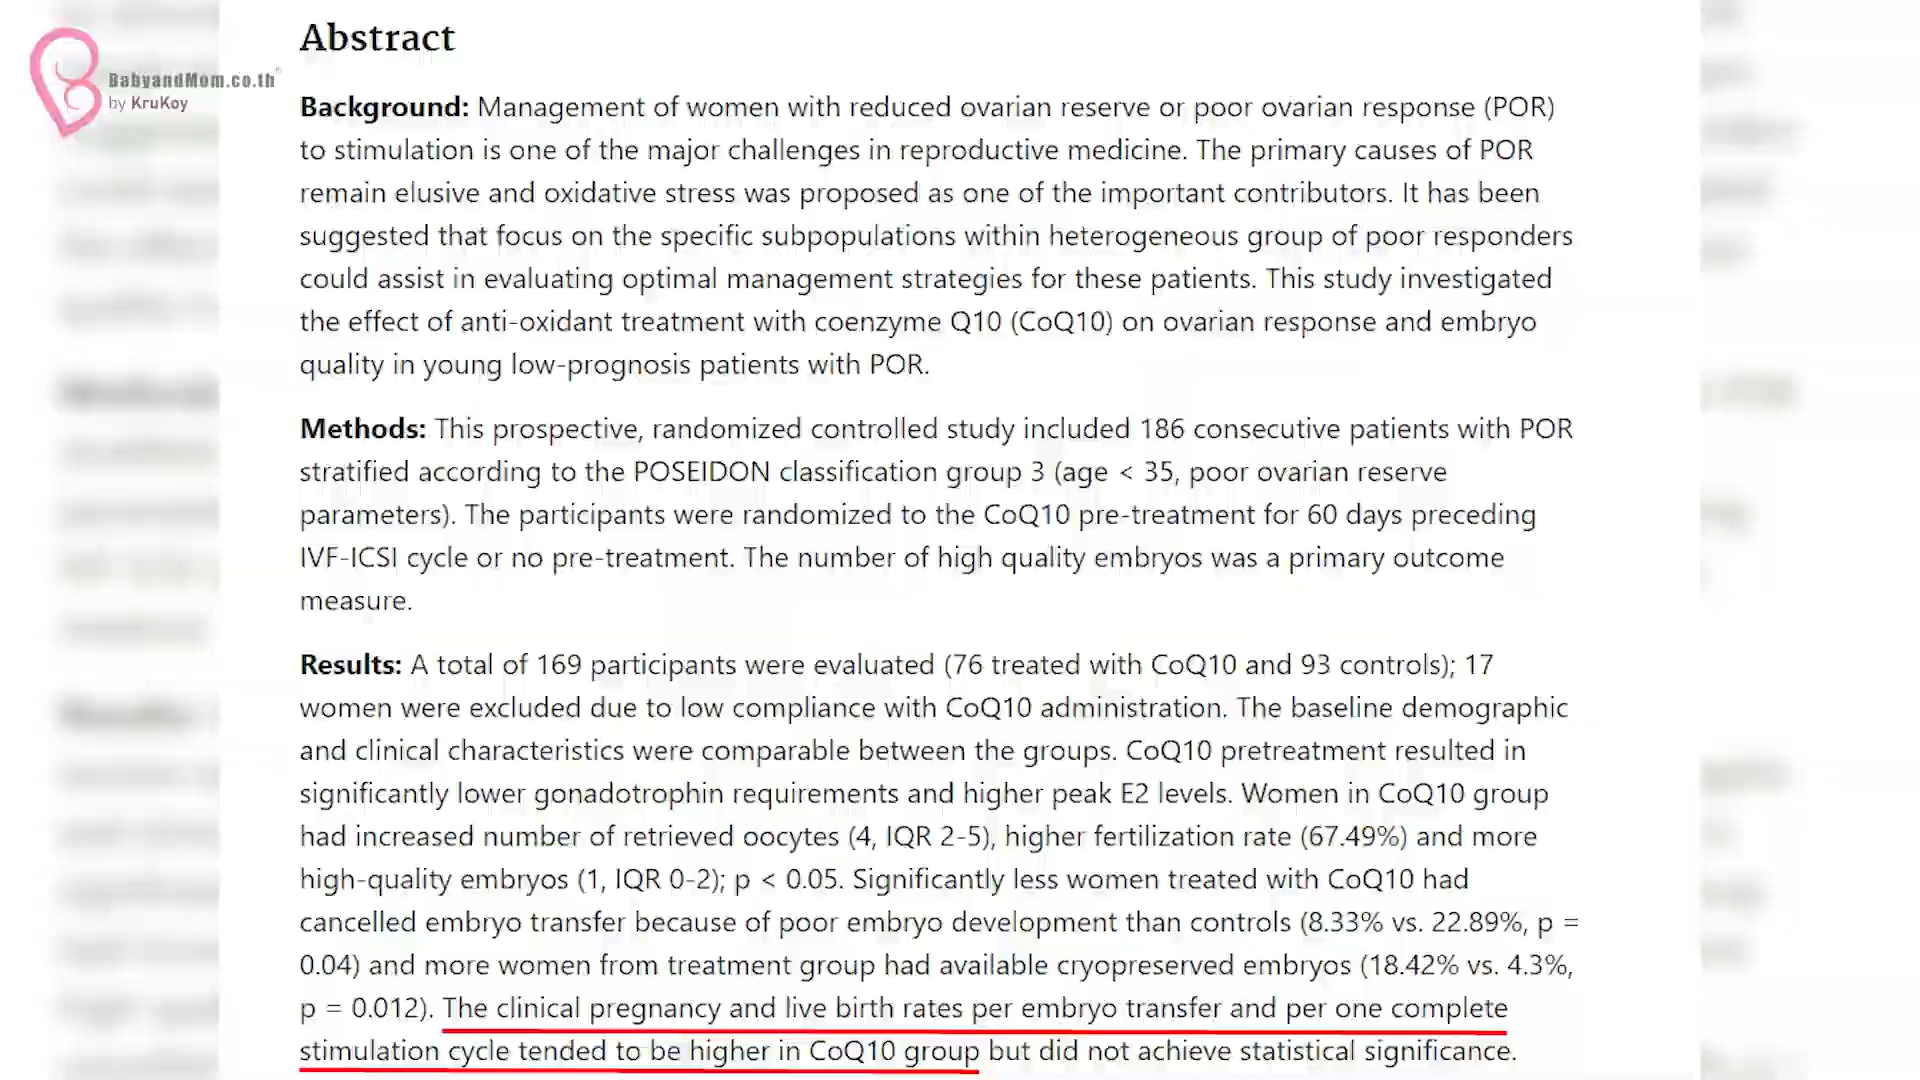 Abstract
BabyandMom.co.th®
by KruKoy
Background: Management of women with reduced ovarian reserve or poor ovarian response (POR)
to stimulation is one of the major challenges in reproductive medicine. The primary causes of POR
remain elusive and oxidative stress was proposed as one of the important contributors. It has been
suggested that focus on the specific subpopulations within heterogeneous group of poor responders
could assist in evaluating optimal management strategies for these patients. This study investigated
the effect of anti-oxidant treatment with coenzyme Q10 (CoQ10) on ovarian response and embryo
quality in young low-prognosis patients with POR.
Methods: This prospective, randomized controlled study included 186 consecutive patients with POR
stratified according to the POSEIDON classification group 3 (age < 35, poor ovarian reserve
parameters). The participants were randomized to the CoQ10 pre-treatment for 60 days preceding
IVF-ICSI cycle or no pre-treatment. The number of high quality embryos was a primary outcome
measure.
Results: A total of 169 participants were evaluated (76 treated with CoQ10 and 93 controls); 17
women were excluded due to low compliance with CoQ10 administration. The baseline demographic
and clinical characteristics were comparable between the groups. CoQ10 pretreatment resulted in
significantly lower gonadotrophin requirements and higher peak E2 levels. Women in CoQ10 group
had increased number of retrieved oocytes (4, IQR 2-5), higher fertilization rate (67.49%) and more
high-quality embryos (1, IQR 0-2); p < 0.05. Significantly less women treated with CoQ10 had
cancelled embryo transfer because of poor embryo development than controls (8.33% vs. 22.89%, p =
0.04) and more women from treatment group had available cryopreserved embryos (18.42% vs. 4.3%,
p = 0.012). The clinical pregnancy and live birth rates per embryo transfer and per one complete
stimulation cycle tended to be higher in CoQ10 group but did not achieve statistical significance.